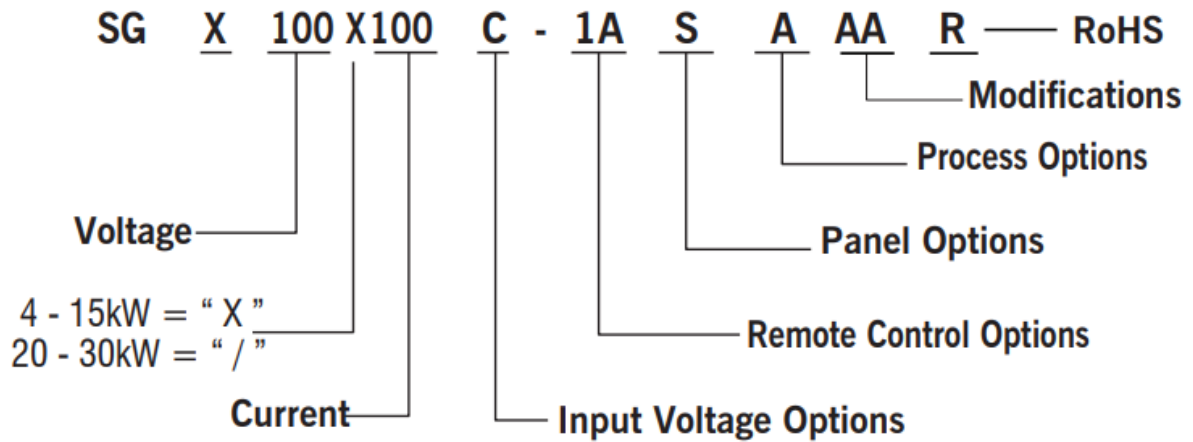 SG X 100 X 100 C - 1A S A AA R RoHS
Modifications
Process Options
Voltage
Panel Options
4 - 15kW = “ X ”
20 - 30kW = “ / ”
Remote Control Options
Current
Input Voltage Options